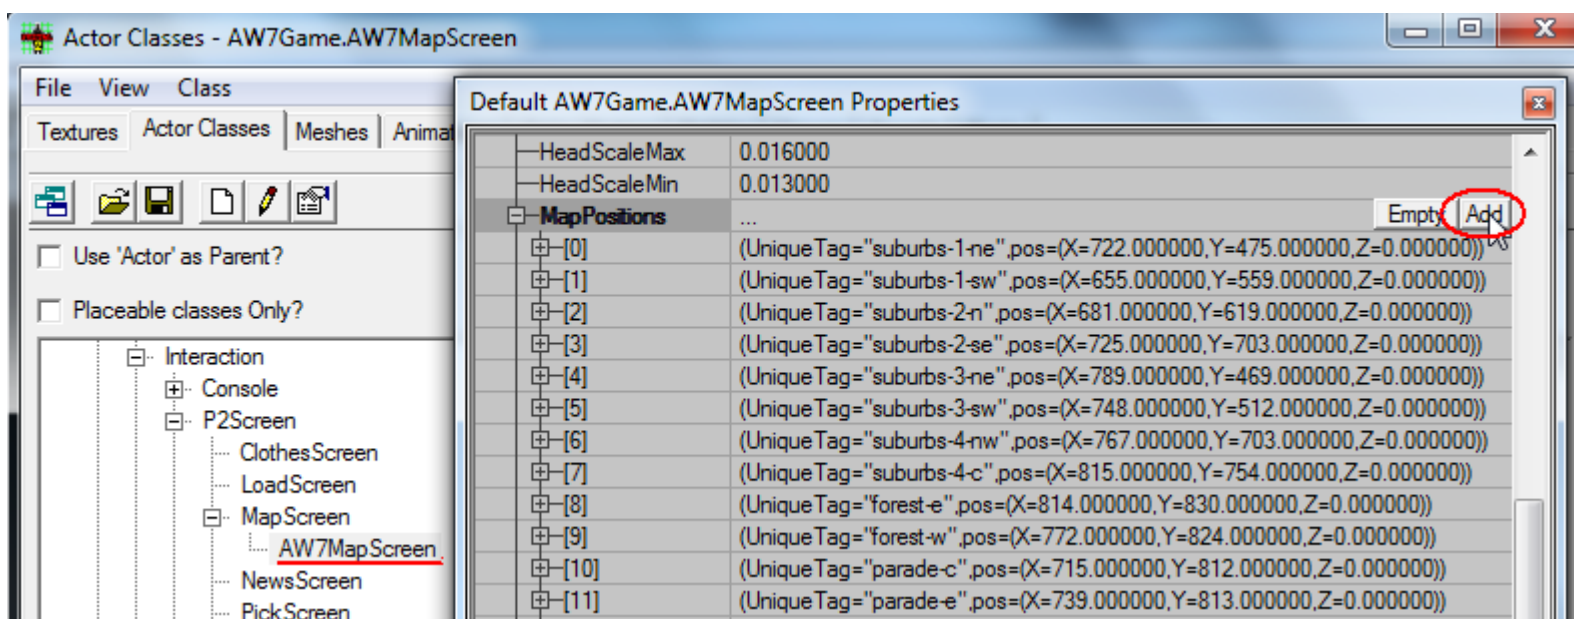 Actor Classes - AW7Game.AW7MapScreen
File View Class
Textures Actor Classes Meshes
Use 'Actor' as Parent?
Placeable classes Only?
Interaction
Console
P2Screen
ClothesScreen
LoadScreen
MapScreen
AW7MapScreen
NewsScreen
PickScreen
Default AW7Game.AW7MapScreen Properties
HeadScaleMax 0.016000
HeadScaleMin 0.013000
MapPositions ... Empty Add
[0] (UniqueTag="suburbs-1-ne",pos=(X=722.000000,Y=475.000000,Z=0.000000))
[1] (UniqueTag="suburbs-1-sw",pos=(X=655.000000,Y=559.000000,Z=0.000000))
[2] (UniqueTag="suburbs-2-n",pos=(X=681.000000,Y=619.000000,Z=0.000000))
[3] (UniqueTag="suburbs-2-se",pos=(X=725.000000,Y=703.000000,Z=0.000000))
[4] (UniqueTag="suburbs-3-ne",pos=(X=789.000000,Y=469.000000,Z=0.000000))
[5] (UniqueTag="suburbs-3-sw",pos=(X=748.000000,Y=512.000000,Z=0.000000))
[6] (UniqueTag="suburbs-4-nw",pos=(X=767.000000,Y=703.000000,Z=0.000000))
[7] (UniqueTag="suburbs-4-c",pos=(X=815.000000,Y=754.000000,Z=0.000000))
[8] (UniqueTag="forest-e",pos=(X=814.000000,Y=830.000000,Z=0.000000))
[9] (UniqueTag="forest-w",pos=(X=772.000000,Y=824.000000,Z=0.000000))
[10] (UniqueTag="parade-c",pos=(X=715.000000,Y=812.000000,Z=0.000000))
[11] (UniqueTag="parade-e",pos=(X=739.000000,Y=813.000000,Z=0.000000))